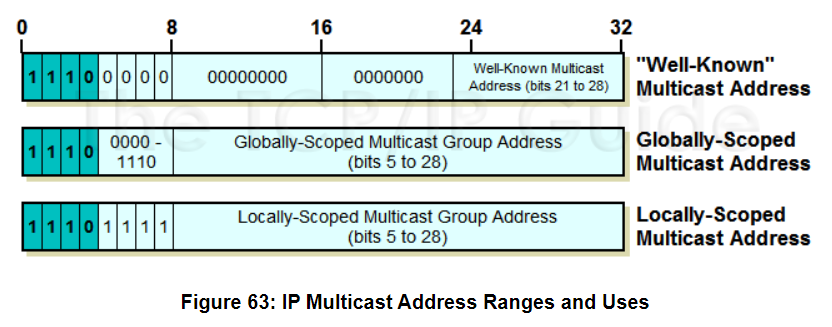 0 8 16 24 32
1 1 1 0 0 0 0 0 00000000 0000000 Well-Known Multicast
Address (bits 21 to 28)
"Well-Known"
Multicast Address
The TCP/IP Guide
1 1 1 0 0000 -
1110
Globally-Scoped Multicast Group Address
(bits 5 to 28)
Globally-Scoped
Multicast Address
1 1 1 0 1 1 1 1 Locally-Scoped Multicast Group Address
(bits 5 to 28)
Locally-Scoped
Multicast Address
Figure 63: IP Multicast Address Ranges and Uses